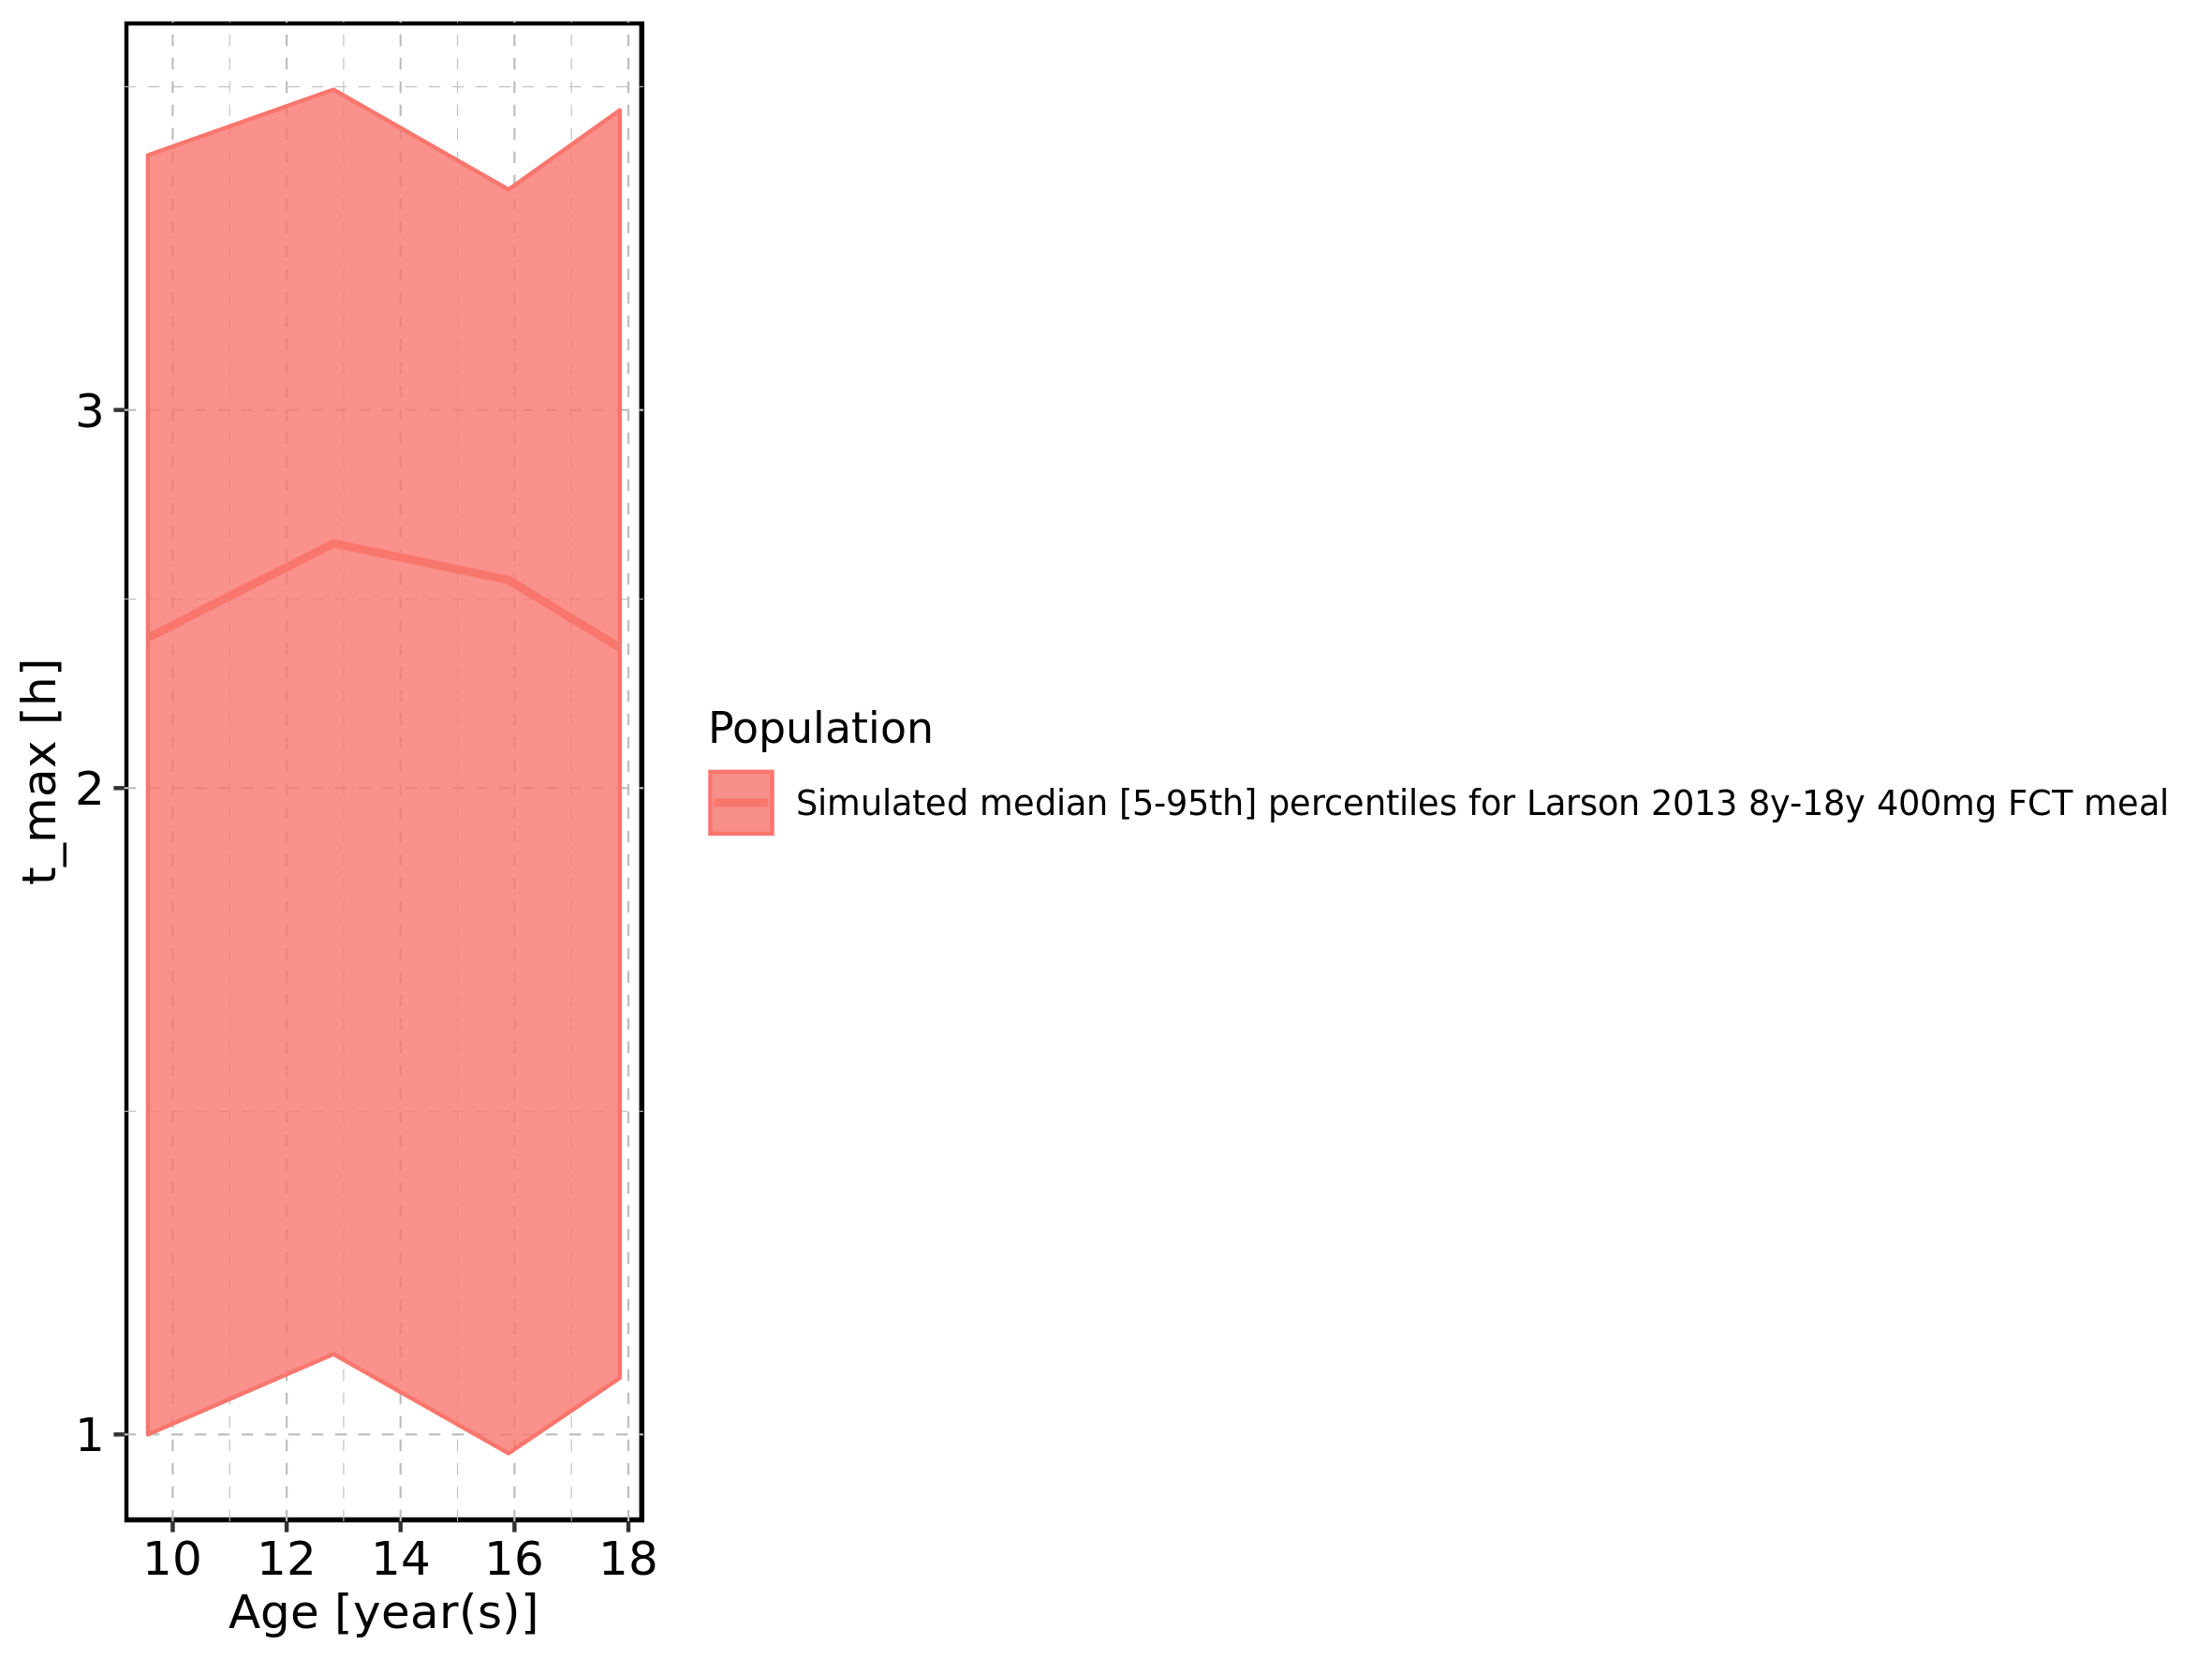 t_max [h]
3
2
1
10 12 14 16 18
Age [year(s)]
Population
Simulated median [5-95th] percentiles for Larson 2013 8y-18y 400mg FCT meal